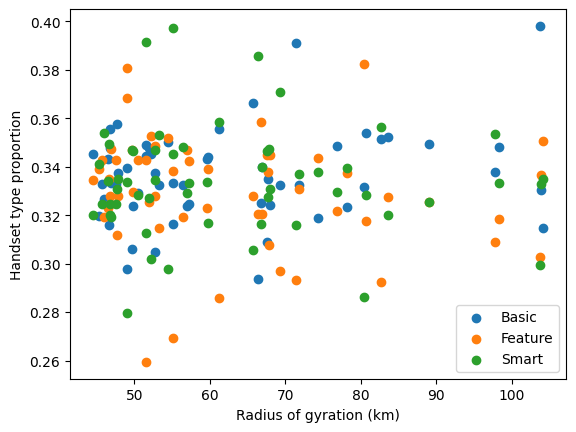 0.40
0.38
0.36
0.34
0.32
0.30
0.28
0.26
Handset type proportion
50
60
70
80
90
100
Radius of gyration (km)
Basic
Feature
Smart